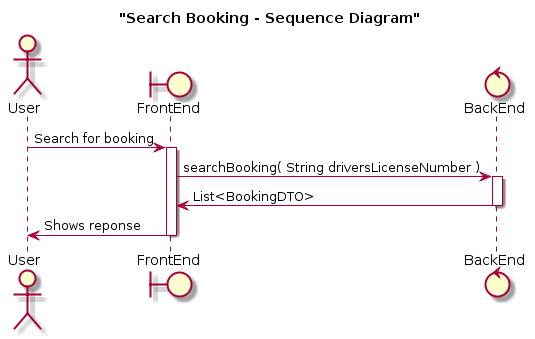 "Search Booking - Sequence Diagram"
User
FrontEnd
BackEnd
Search for booking
searchBooking( String driversLicenseNumber )
List<BookingDTO>
Shows reponse
User
FrontEnd
BackEnd